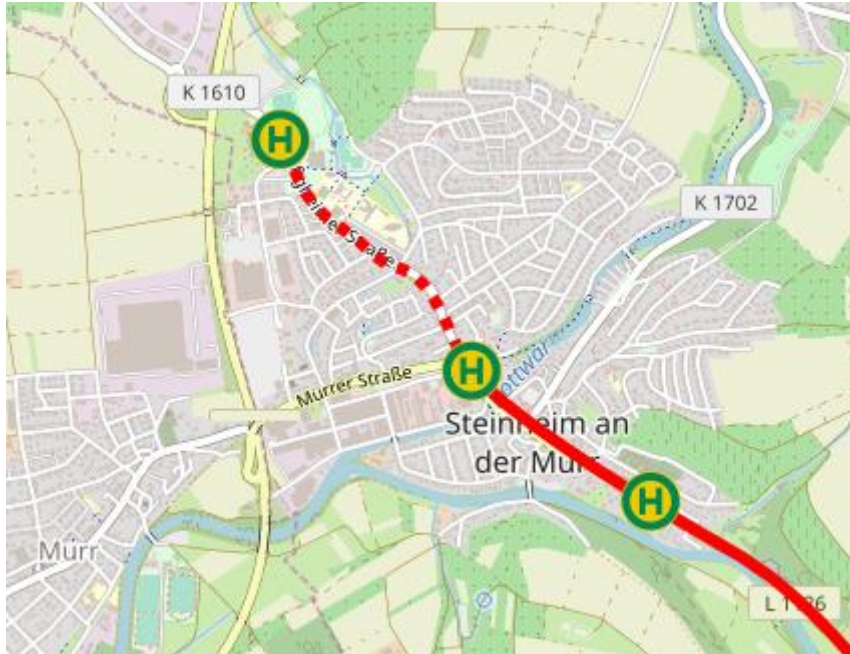 K 1610
H
K 1702
Murrer Straße
H
Steinheim an
der Murr
H
Murr